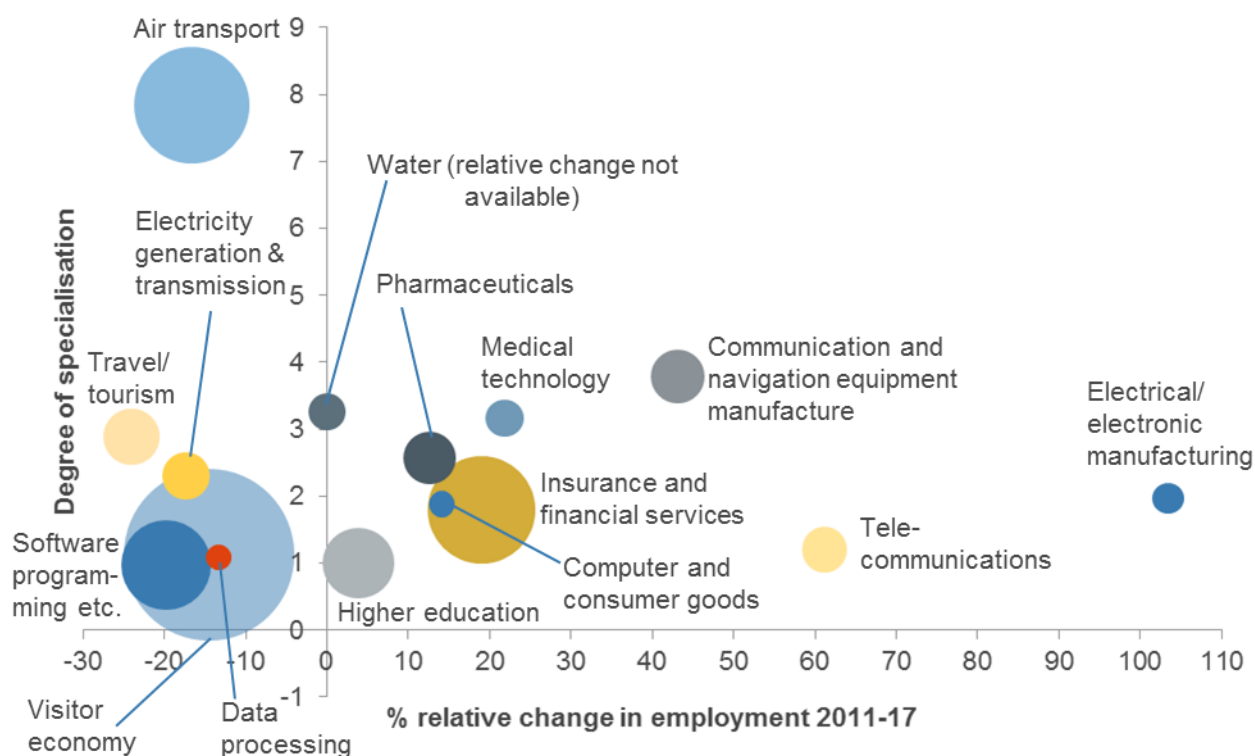 Air transport
9
8
7
6
5
4
3
2
1
0
-1
Water (relative change not
available)
Electricity
generation &
transmission
Degree of specialisation
Pharmaceuticals
Travel/
tourism
Medical
technology
Communication and
navigation equipment
manufacture
Electrical/
electronic
manufacturing
Insurance and
financial services
Software
program-
ming etc.
Tele-
communications
Computer and
consumer goods
Higher education
-30 -20 -10 0 10 20 30 40 50 60 70 80 90 100 110
Visitor
economy
Data
processing
% relative change in employment 2011-17